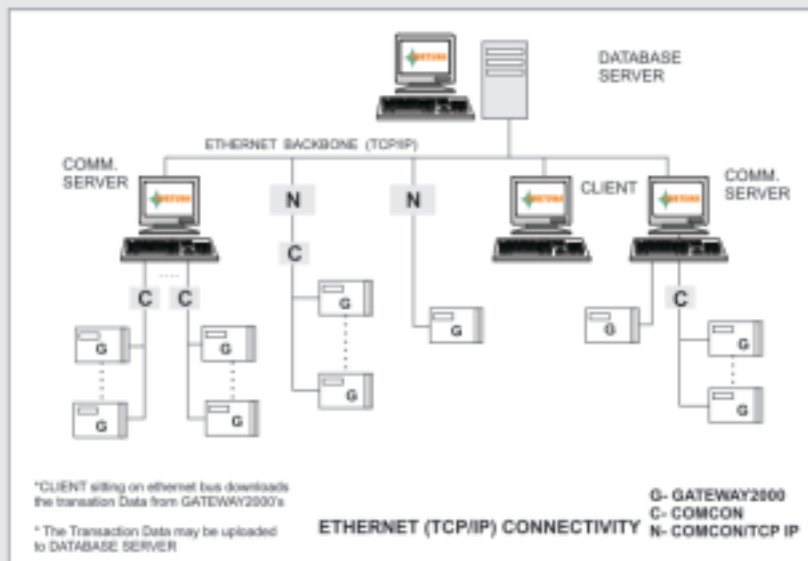 DATABASE
SERVER
ETHERNET BACKBONE (TCP/IP)
COMM.
SERVER
N
N
CLIENT
COMM.
SERVER
C
C
C
C
G
G
G
G
G
G
G
G
G
G
*CLIENT sitting on ethernet bus downloads
the transation Data from GATEWAY2000's
* The Transaction Data may be uploaded
to DATABASE SERVER
ETHERNET (TCP/IP) CONNECTIVITY
G- GATEWAY2000
C- COMCON
N- COMCON/TCP IP